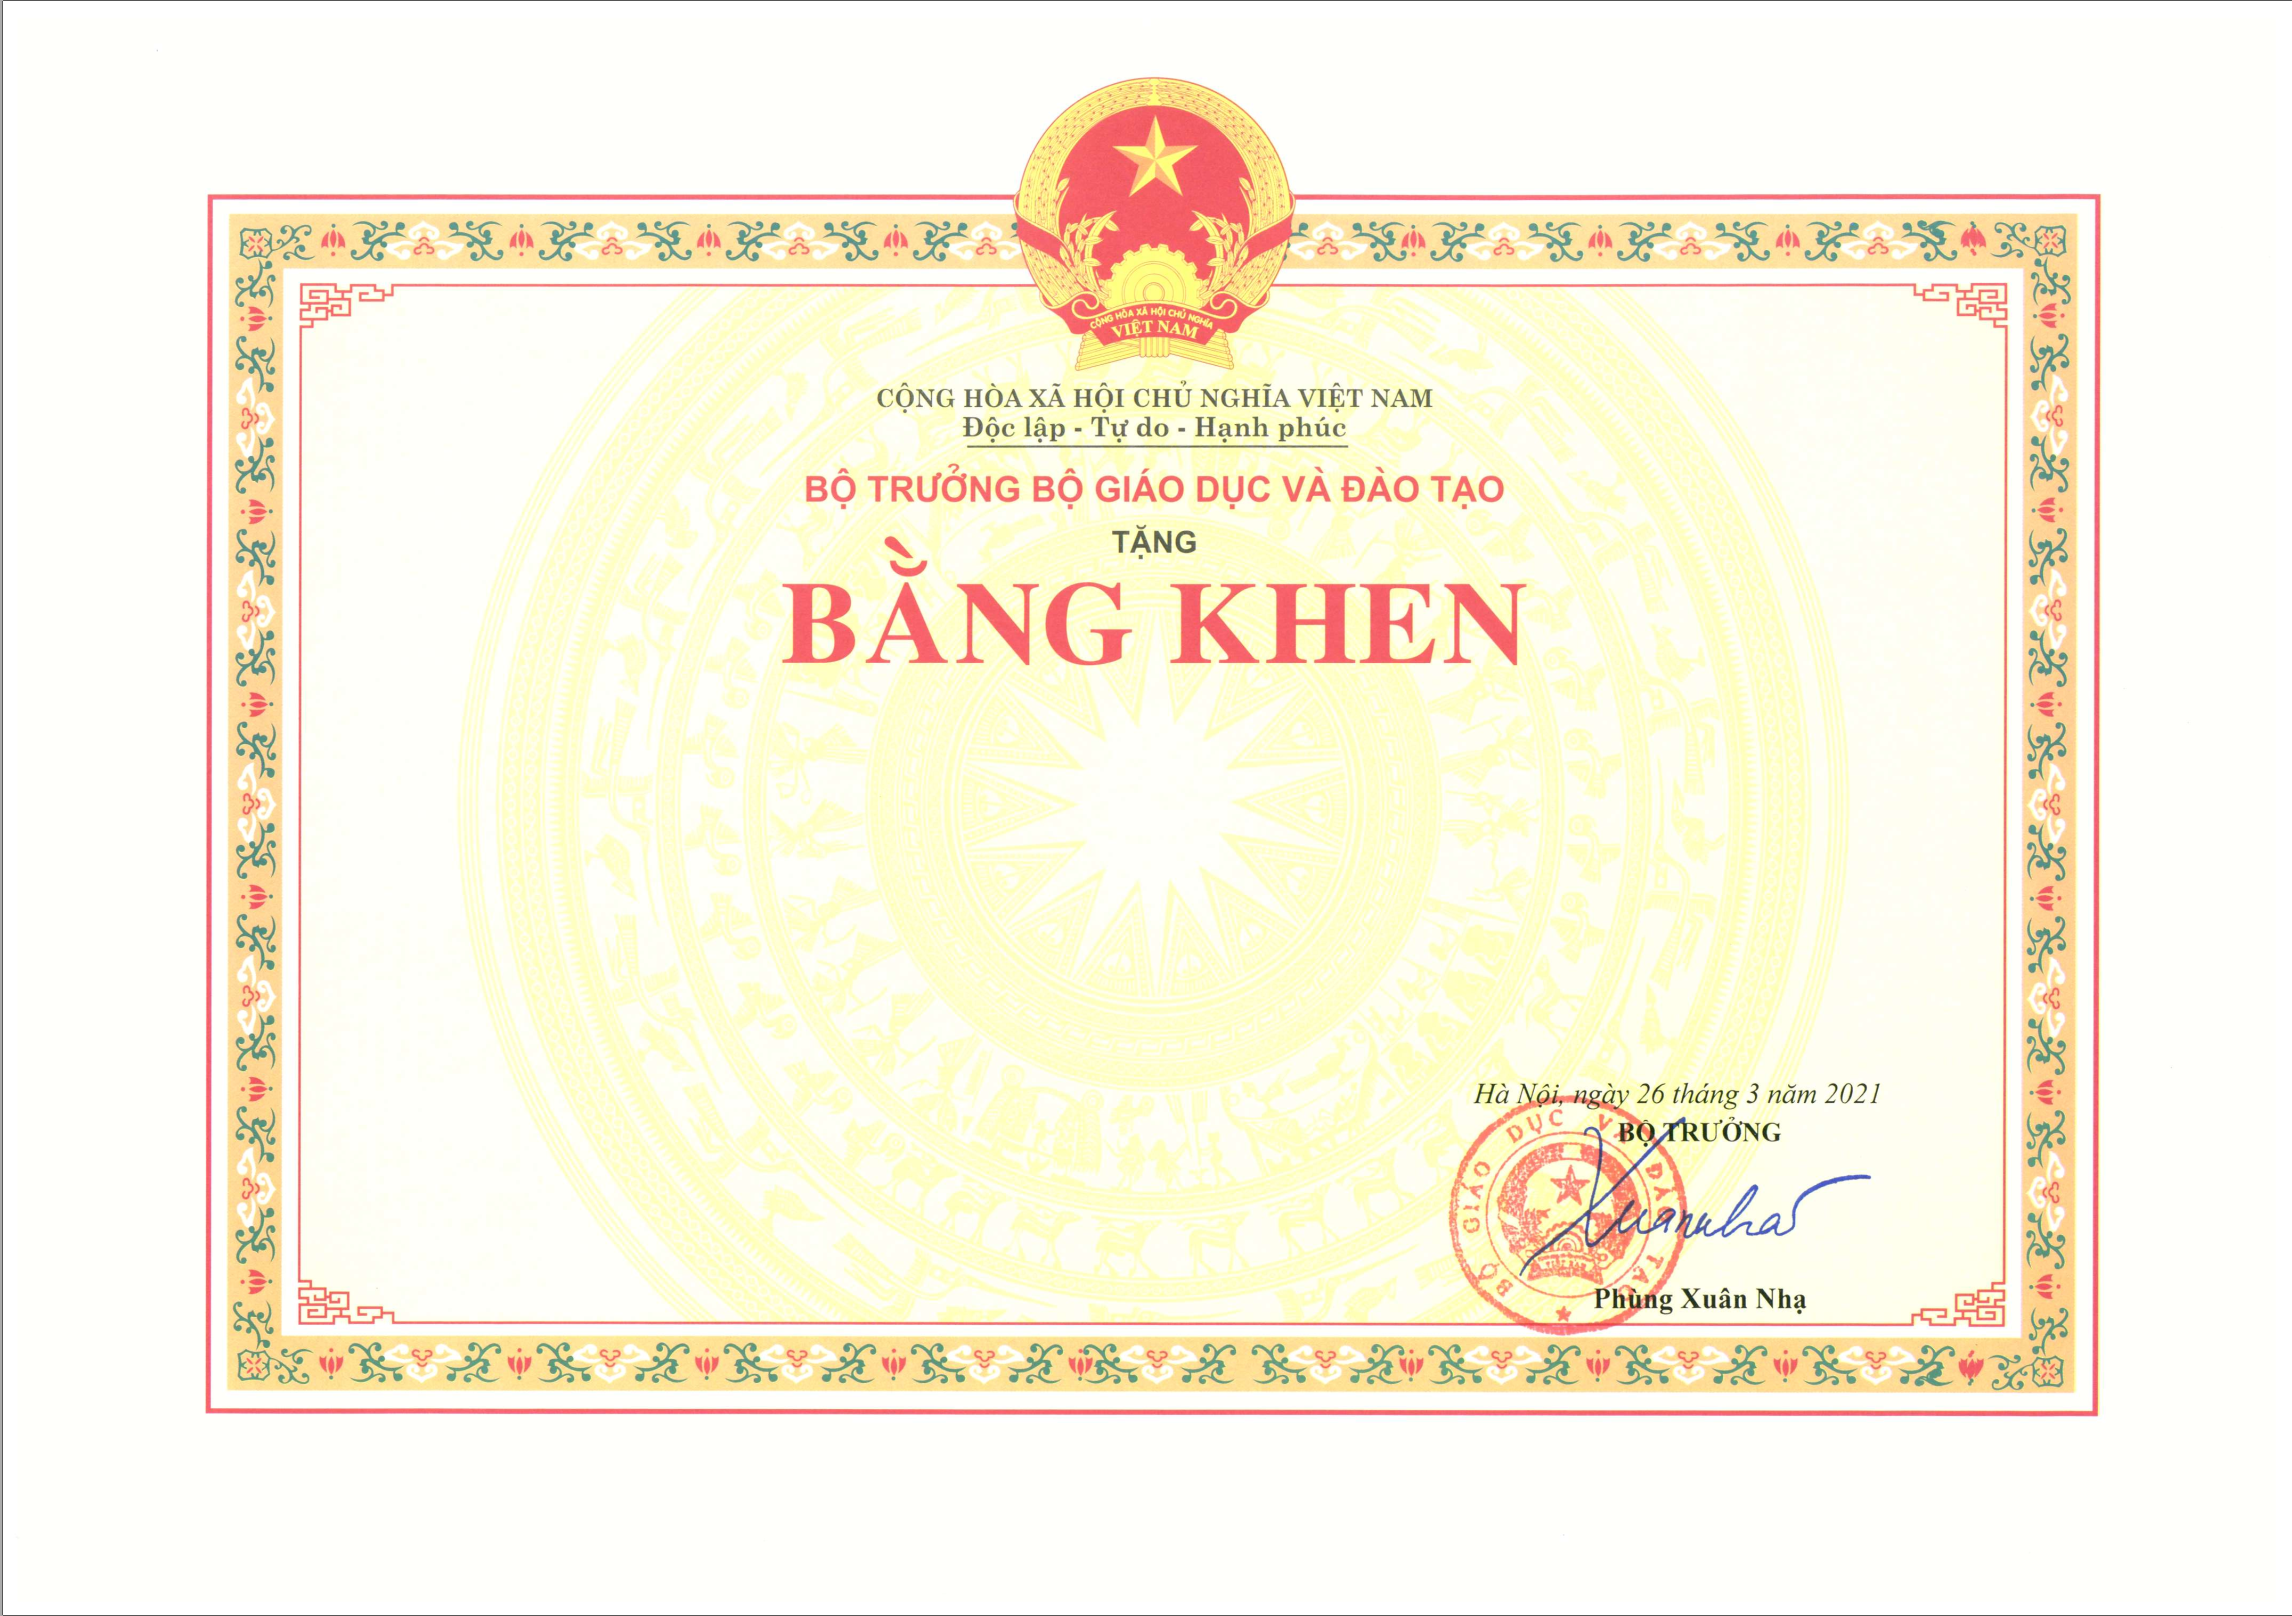 CỘNG HÒA XÃ HỘI CHỦ NGHĨA
VIỆT NAM
CỘNG HÒA XÃ HỘI CHỦ NGHĨA VIỆT NAM
Độc lập - Tự do - Hạnh phúc
BỘ TRƯỞNG BỘ GIÁO DỤC VÀ ĐÀO TẠO
TẶNG
BẰNG KHEN
Hà Nội, ngày 26 tháng 3 năm 2021
BỘ TRƯỞNG
BỘ GIÁO DỤC VÀ ĐÀO TẠO
Xuannha
Phùng Xuân Nhạ